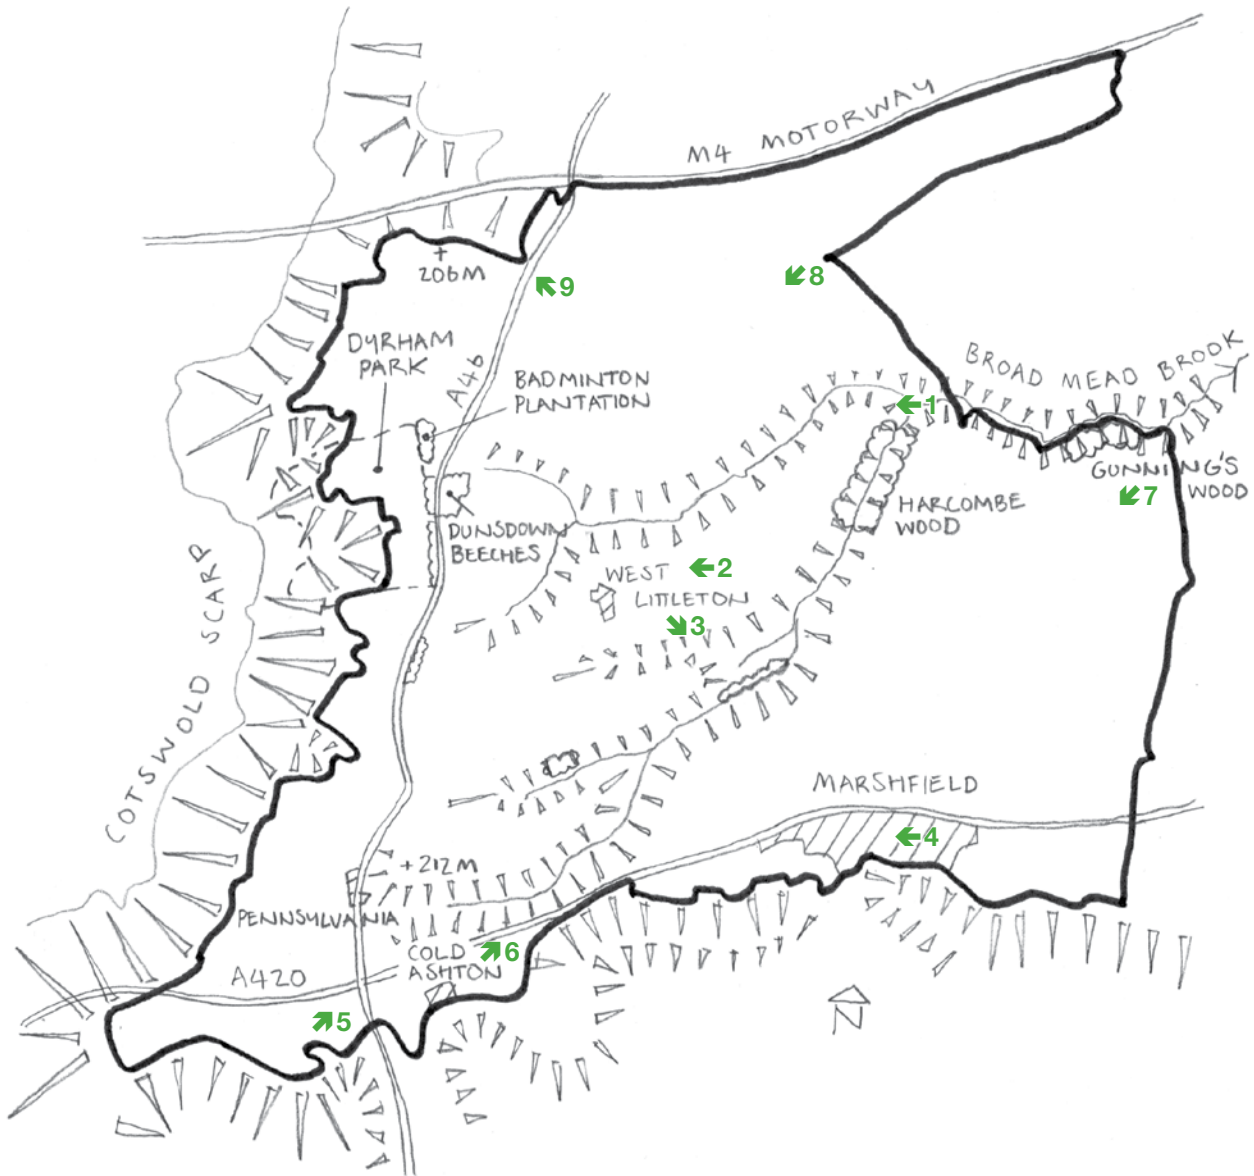 M4 MOTORWAY
+
206M
9
8
DYRHAM
PARK
A46
BADMINTON
PLANTATION
BROAD MEAD BROOK
1
GUNNING'S
WOOD
7
HARCOMBE
WOOD
DUNSDOWN
BEECHES
WEST
LITTLETON
2
3
COTSWOLD SCARP
MARSHFIELD
4
+212M
PENNSYLVANIA
COLD
ASHTON
6
A420
5
N